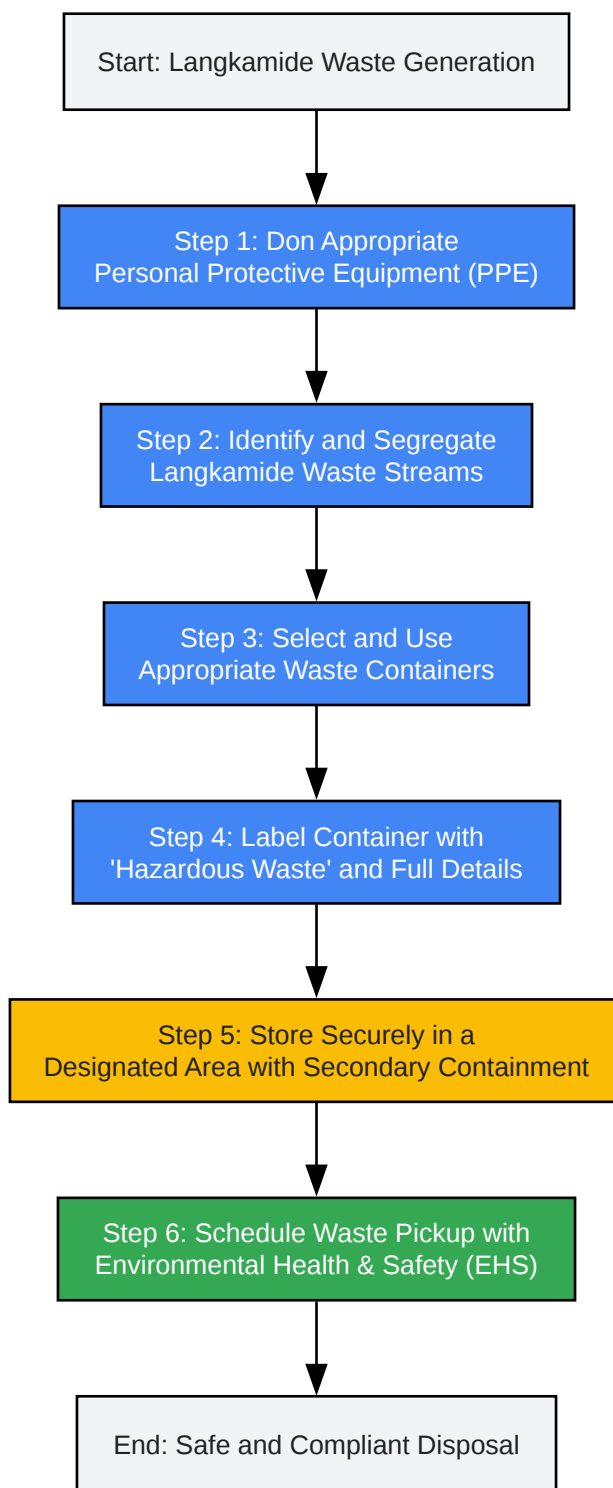 Start: Langkamide Waste Generation
Step 1: Don Appropriate
Personal Protective Equipment (PPE)
Step 2: Identify and Segregate
Langkamide Waste Streams
Step 3: Select and Use
Appropriate Waste Containers
Step 4: Label Container with
'Hazardous Waste' and Full Details
Step 5: Store Securely in a
Designated Area with Secondary Containment
Step 6: Schedule Waste Pickup with
Environmental Health & Safety (EHS)
End: Safe and Compliant Disposal